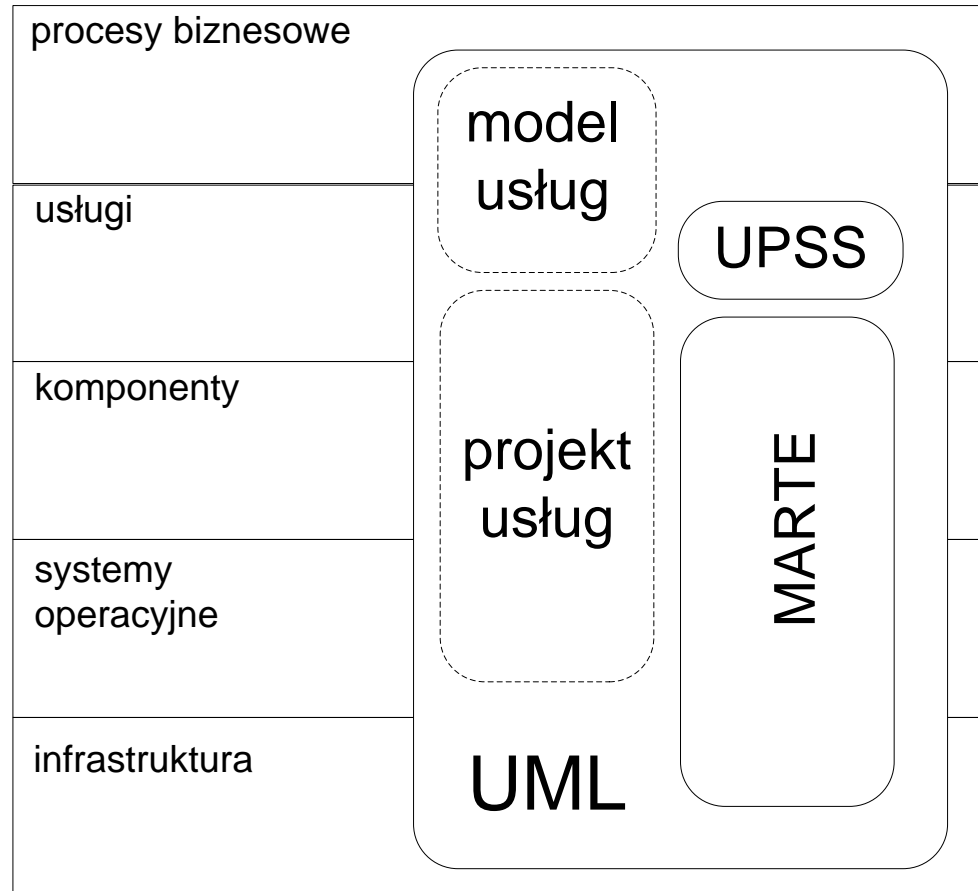 procesy biznesowe
model
usług
usługi
UPSS
komponenty
projekt
usług
MARTE
systemy
operacyjne
infrastruktura
UML